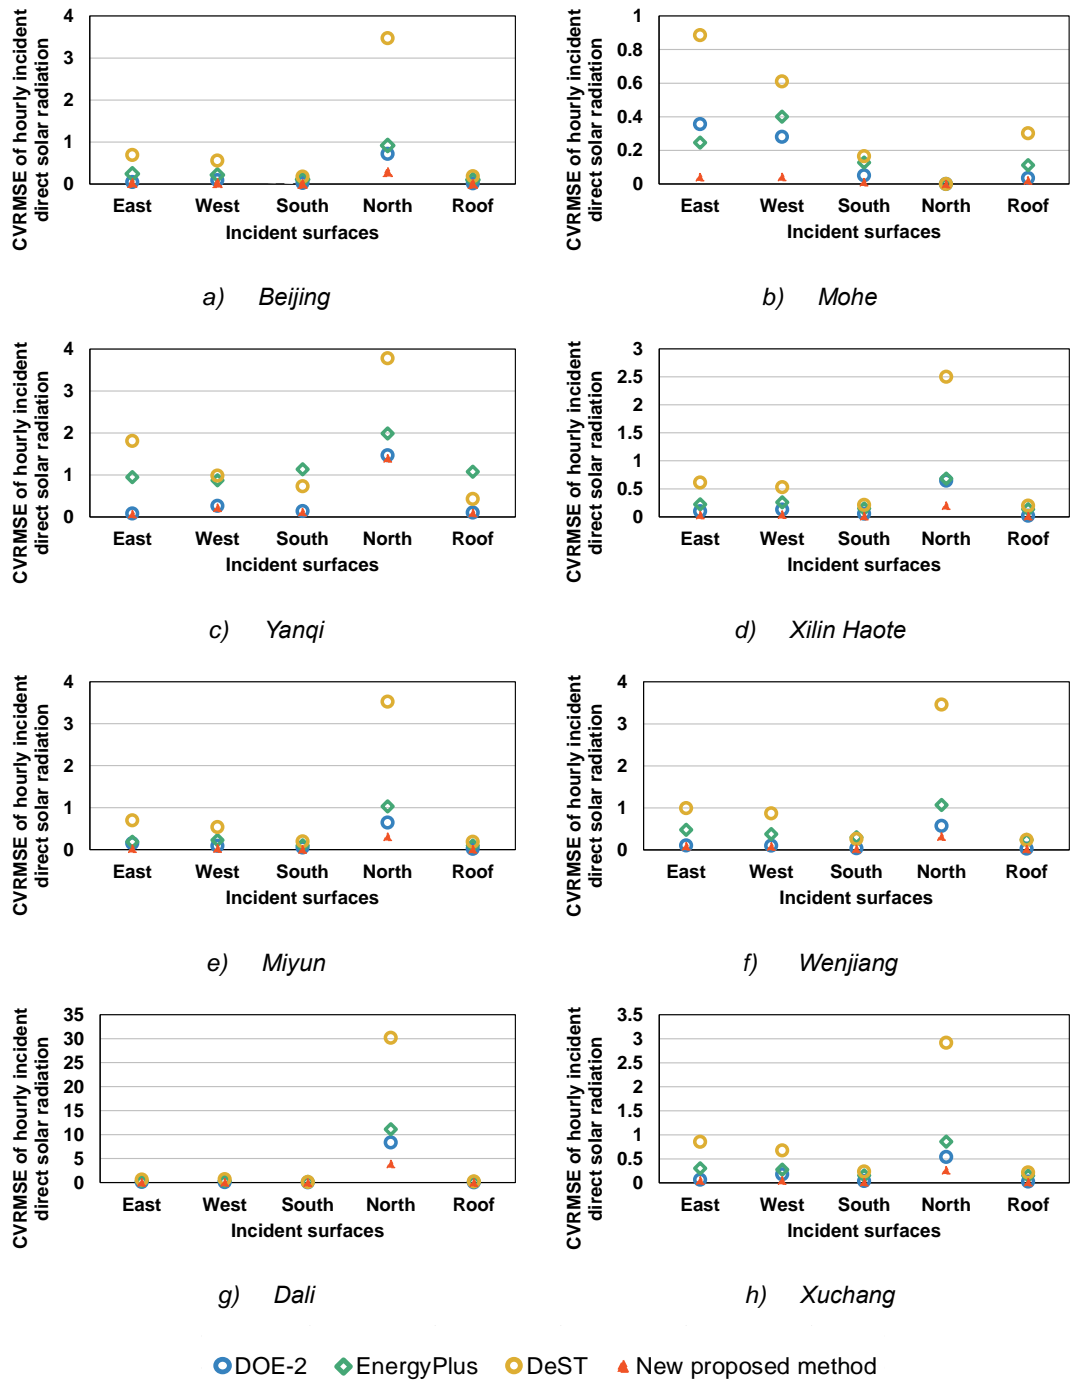 CVRMSE of hourly incident
direct solar radiation
4
3
2
1
0
East West South North Roof
Incident surfaces
a) Beijing
CVRMSE of hourly incident
direct solar radiation
1
0.8
0.6
0.4
0.2
0
East West South North Roof
Incident surfaces
b) Mohe
CVRMSE of hourly incident
direct solar radiation
4
3
2
1
0
East West South North Roof
Incident surfaces
c) Yanqi
CVRMSE of hourly incident
direct solar radiation
3
2.5
2
1.5
1
0.5
0
East West South North Roof
Incident surfaces
d) Xilin Haote
CVRMSE of hourly incident
direct solar radiation
4
3
2
1
0
East West South North Roof
Incident surfaces
e) Miyun
CVRMSE of hourly incident
direct solar radiation
4
3
2
1
0
East West South North Roof
Incident surfaces
f) Wenjiang
CVRMSE of hourly incident
direct solar radiation
35
30
25
20
15
10
5
0
East West South North Roof
Incident surfaces
g) Dali
CVRMSE of hourly incident
direct solar radiation
3.5
3
2.5
2
1.5
1
0.5
0
East West South North Roof
Incident surfaces
h) Xuchang
DOE-2 EnergyPlus DeST New proposed method